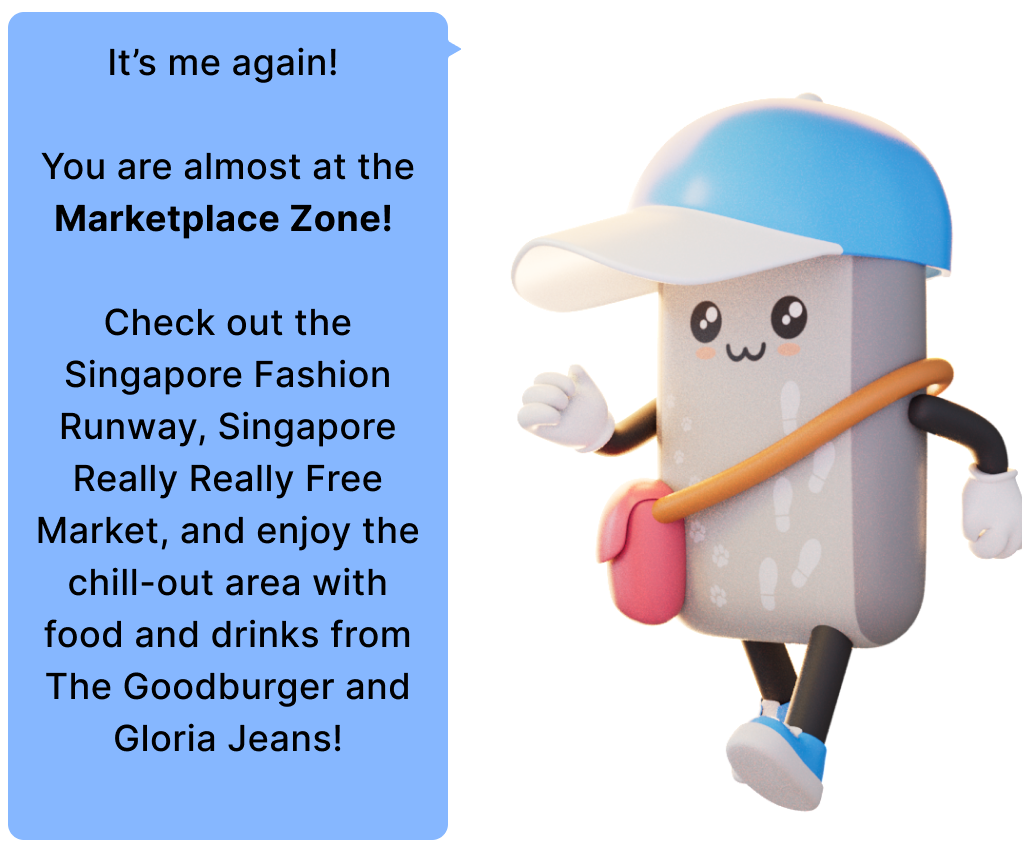 It’s me again!
You are almost at the
Marketplace Zone!
Check out the
Singapore Fashion
Runway, Singapore
Really Really Free
Market, and enjoy the
chill-out area with
food and drinks from
The Goodburger and
Gloria Jeans!